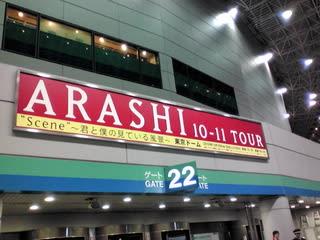 ARASHI 10-11 TOUR
"Scene"~君と僕の見ている風景~ 東京ドーム
ゲート 22 ゲート
GATE GATE